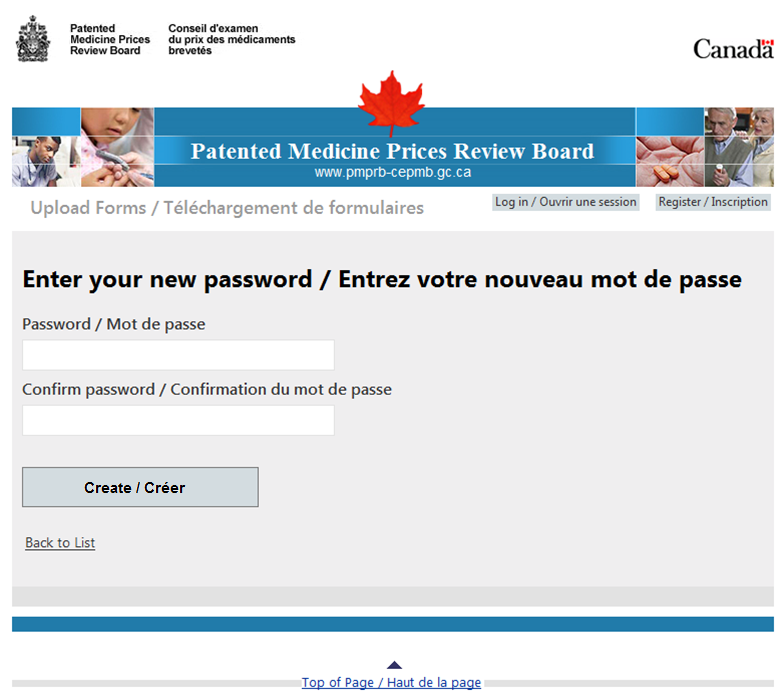 Patented
Medicine Prices
Review Board
Conseil d'examen
du prix des médicaments
brevetés
Canada
Patented Medicine Prices Review Board
www.pmprb-cepmb.gc.ca
Upload Forms / Téléchargement de formulaires
Log in / Ouvrir une session
Register / Inscription
Enter your new password / Entrez votre nouveau mot de passe
Password / Mot de passe
Confirm password / Confirmation du mot de passe
Create / Créer
Back to List
Top of Page / Haut de la page